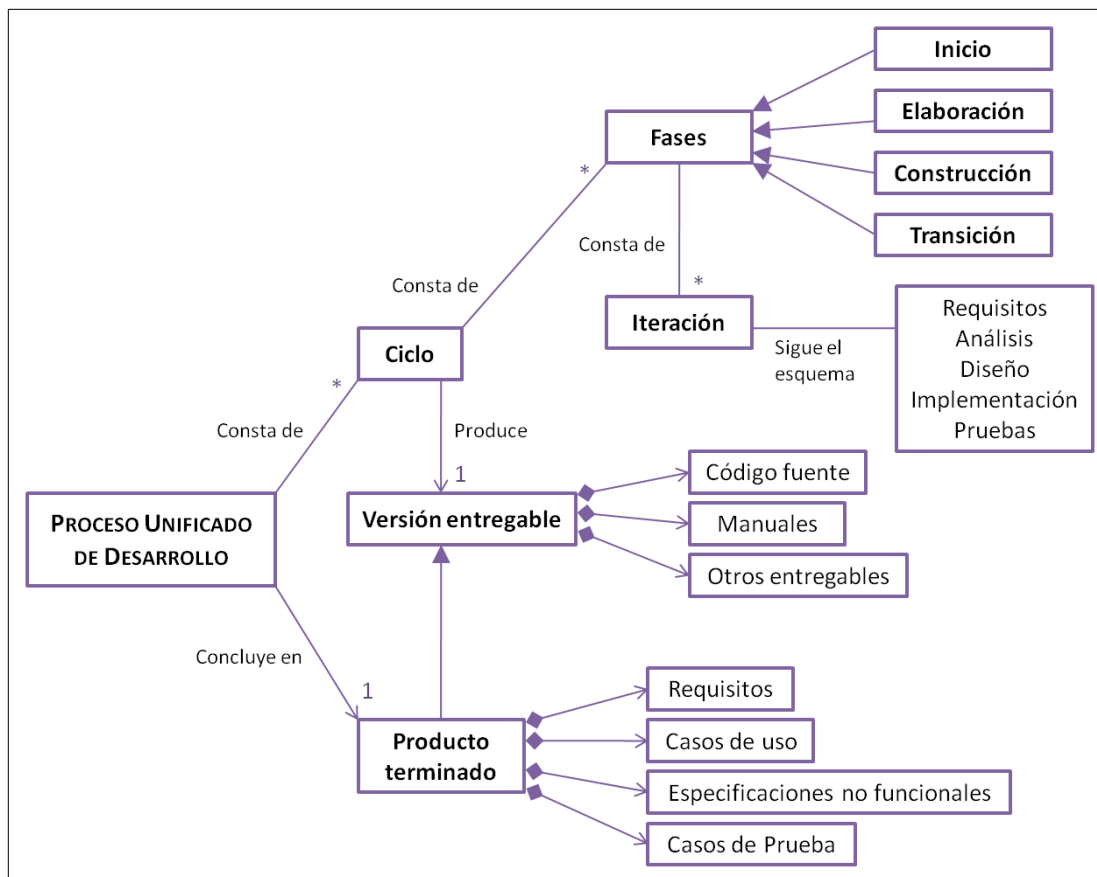 Inicio
Elaboración
Fases
Construcción
*
Transición
Consta de
Consta de
*
Iteración
Requisitos
Análisis
Diseño
Implementación
Pruebas
Sigue el
esquema
Ciclo
*
Consta de
Produce
1
Código fuente
PROCESO UNIFICADO
DE DESARROLLO
Versión entregable
Manuales
Otros entregables
Concluye en
1
Requisitos
Producto
terminado
Casos de uso
Especificaciones no funcionales
Casos de Prueba